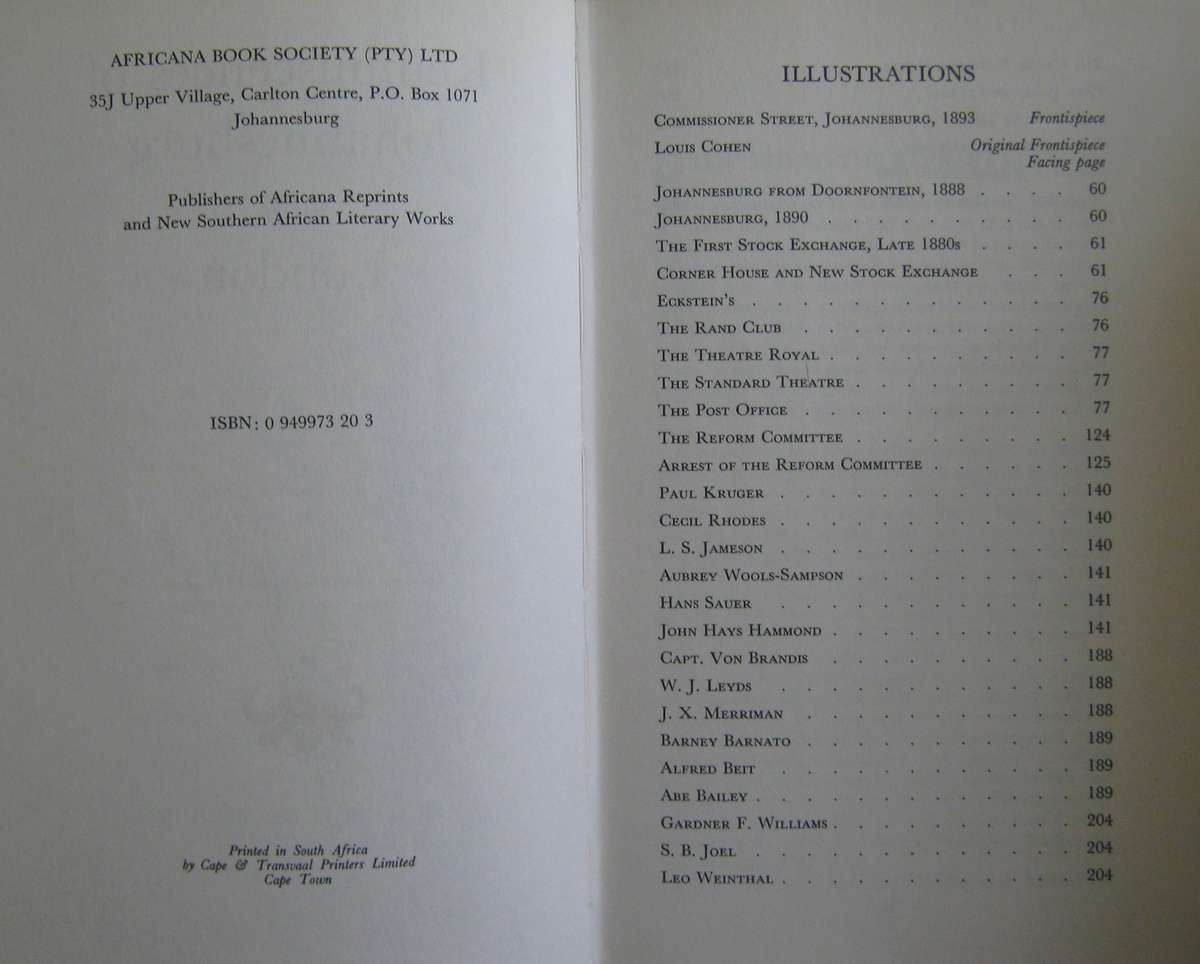 AFRICANA BOOK SOCIETY (PTY) LTD
35J Upper Village, Carlton Centre, P.O. Box 1071
Johannesburg
Publishers of Africana Reprints
and New Southern African Literary Works
ISBN: 0 949973 20 3
Printed in South Africa
by Cape & Transvaal Printers Limited
Cape Town
ILLUSTRATIONS
COMMISSIONER STREET, JOHANNESBURG, 1893 Frontispiece
LOUIS COHEN Original Frontispiece
Facing page
JOHANNESBURG FROM DOORNFONTEIN, 1888 . . . . 60
JOHANNESBURG, 1890 . . . . . . . . . . 60
THE FIRST STOCK EXCHANGE, LATE 1880s . . . . 61
CORNER HOUSE AND NEW STOCK EXCHANGE . . . 61
ECKSTEIN'S . . . . . . . . . . . . . 76
THE RAND CLUB . . . . . . . . . . . 76
THE THEATRE ROYAL . . . . . . . . . . 77
THE STANDARD THEATRE . . . . . . . . . 77
THE POST OFFICE . . . . . . . . . . . 77
THE REFORM COMMITTEE . . . . . . . . . 124
ARREST OF THE REFORM COMMITTEE . . . . . . 125
PAUL KRUGER . . . . . . . . . . . . 140
CECIL RHODES . . . . . . . . . . . . 140
L. S. JAMESON . . . . . . . . . . . . 140
AUBREY WOOLS-SAMPSON . . . . . . . . . 141
HANS SAUER . . . . . . . . . . . . 141
JOHN HAYS HAMMOND . . . . . . . . . . 141
CAPT. VON BRANDIS . . . . . . . . . . 188
W. J. LEYDS . . . . . . . . . . . . 188
J. X. MERRIMAN . . . . . . . . . . . 188
BARNEY BARNATO . . . . . . . . . . . 189
ALFRED BEIT . . . . . . . . . . . . 189
ABE BAILEY . . . . . . . . . . . . . 189
GARDNER F. WILLIAMS . . . . . . . . . . 204
S. B. JOEL . . . . . . . . . . . . . 204
LEO WEINTHAL . . . . . . . . . . . . 204